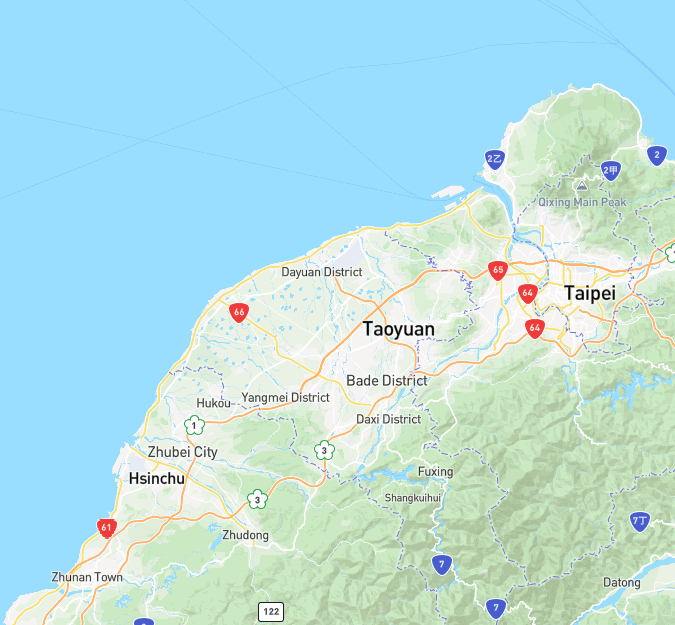 2乙
2
2甲
Qixing Main Peak
65
Dayuan District
64
Taipei
66
64
Taoyuan
Bade District
Yangmei District
Hukou
Daxi District
1
3
Zhubei City
Fuxing
Hsinchu
3
Shangkuihui
7丁
61
Zhudong
7
Zhunan Town
Datong
7
122